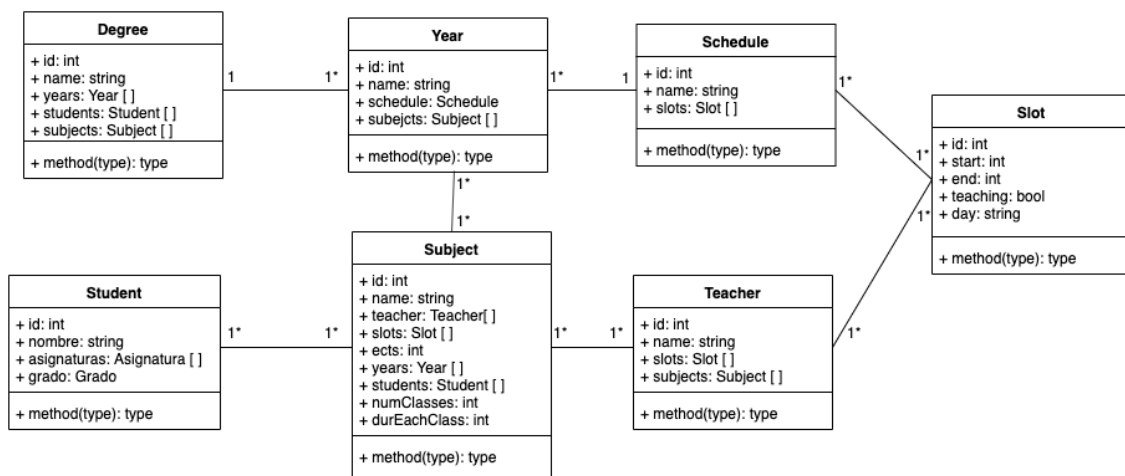 Degree
+ id: int
+ name: string
+ years: Year [ ]
+ students: Student [ ]
+ subjects: Subject [ ]
+ method(type): type
1
1*
Year
+ id: int
+ name: string
+ schedule: Schedule
+ subejcts: Subject [ ]
+ method(type): type
1*
1
Schedule
+ id: int
+ name: string
+ slots: Slot [ ]
+ method(type): type
1*
1*
Slot
+ id: int
+ start: int
+ end: int
+ teaching: bool
+ day: string
+ method(type): type
1*
1*
1*
Student
+ id: int
+ nombre: string
+ asignaturas: Asignatura [ ]
+ grado: Grado
+ method(type): type
1*
1*
Subject
+ id: int
+ name: string
+ teacher: Teacher[ ]
+ slots: Slot [ ]
+ ects: int
+ years: Year [ ]
+ students: Student [ ]
+ numClasses: int
+ durEachClass: int
+ method(type): type
1*
1*
Teacher
+ id: int
+ name: string
+ slots: Slot [ ]
+ subjects: Subject [ ]
+ method(type): type
1*